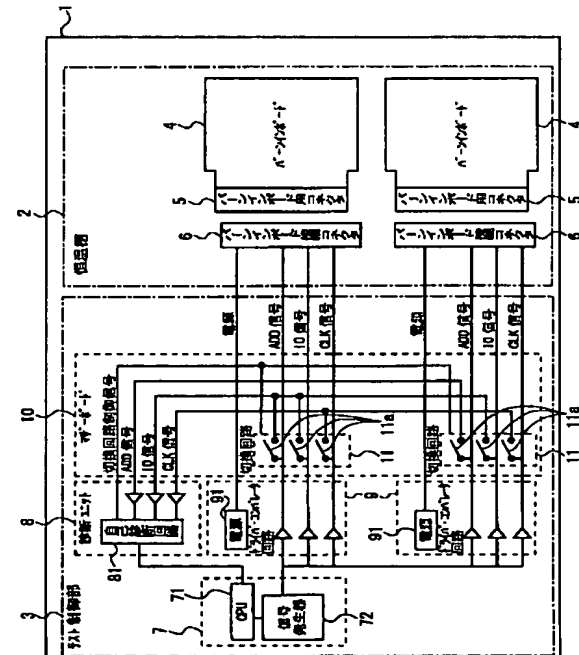 1
2
恒温器
4
バーンインボード
5
バーンインボード用コネクタ
6
バーンインボード接続コネクタ
4
バーンインボード
5
バーンインボード用コネクタ
6
バーンインボード接続コネクタ
3
テスト制御部
10
マザーボード
切換回路制御信号
ADD信号
IO信号
CLK信号
電源
ADD信号
IO信号
CLK信号
電源
ADD信号
IO信号
CLK信号
切換回路
11a
11
切換回路
11a
11
8
診断ユニット
自己診断回路
81
9
91
電源
ドライバ・コンパレータ
回路
91
電源
ドライバ・コンパレータ
回路
7
71
CPU
信号
発生器
72